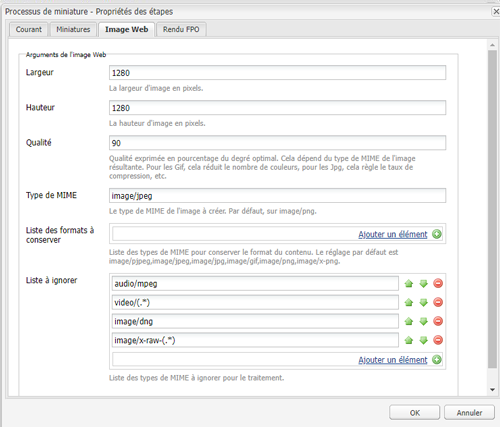 Processus de miniature - Propriétés des étapes
Courant Miniatures Image Web Rendu FPO
Arguments de l'image Web
Largeur
1280
La largeur d'image en pixels.
Hauteur
1280
La hauteur d'image en pixels.
Qualité
90
Qualité exprimée en pourcentage du degré optimal. Cela dépend du type de MIME de l'image
résultante. Pour les Gif, cela réduit le nombre de couleurs, pour les Jpg, cela règle le taux de
compression, etc.
Type de MIME
image/jpeg
Le type de MIME de l'image à créer. Par défaut, sur image/png.
Liste des formats à
conserver
Ajouter un élément
Liste des types de MIME pour conserver le format du contenu. Le réglage par défaut est
image/pjpeg,image/jpeg,image/jpg,image/gif,image/png,image/x-png.
Liste à ignorer
audio/mpeg
video/(.*)
image/dng
image/x-raw-(.*)
Ajouter un élément
Liste des types de MIME à ignorer pour le traitement.
OK Annuler